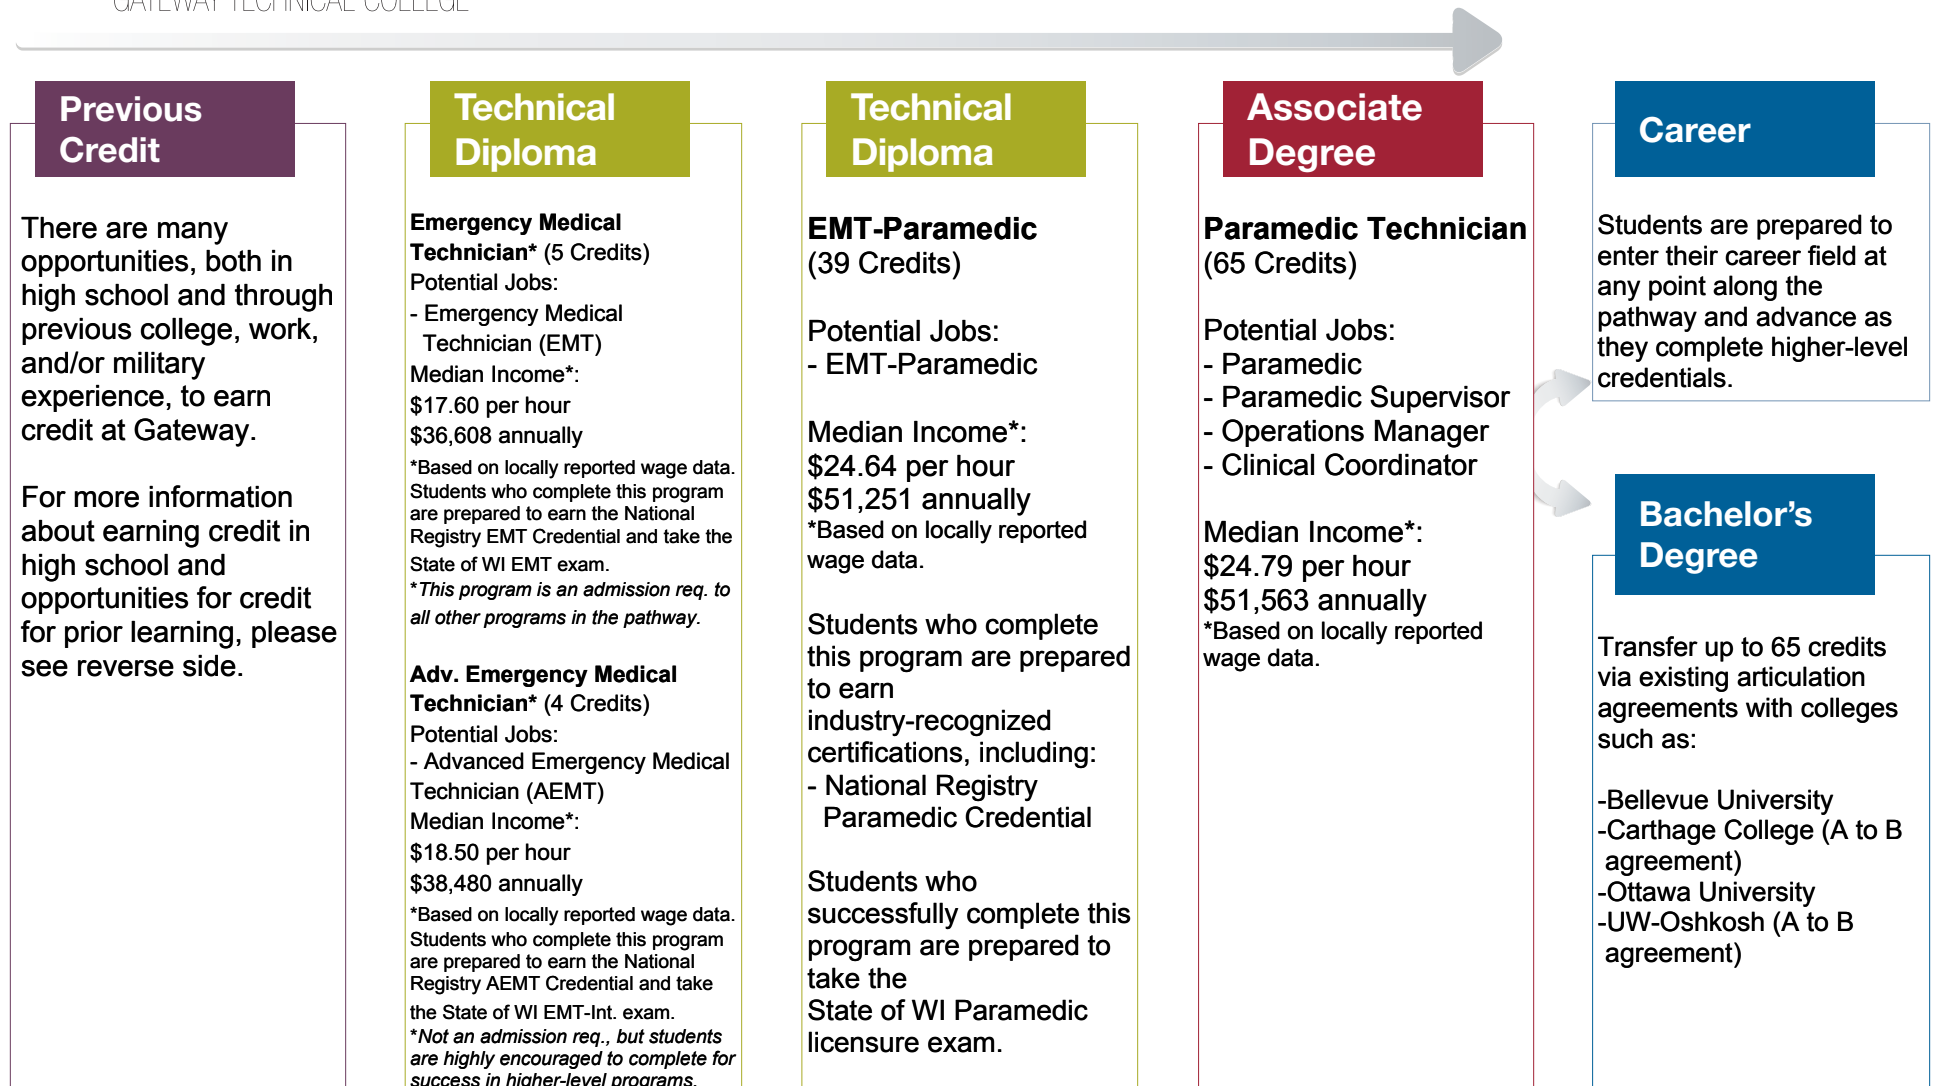 GATEWAY TECHNICAL COLLEGE
Previous
Credit
There are many
opportunities, both in
high school and through
previous college, work,
and/or military
experience, to earn
credit at Gateway.
For more information
about earning credit in
high school and
opportunities for credit
for prior learning, please
see reverse side.
Technical
Diploma
Emergency Medical
Technician* (5 Credits)
Potential Jobs:
- Emergency Medical
Technician (EMT)
Median Income*:
$17.60 per hour
$36,608 annually
*Based on locally reported wage data.
Students who complete this program
are prepared to earn the National
Registry EMT Credential and take the
State of WI EMT exam.
*This program is an admission req. to
all other programs in the pathway.
Adv. Emergency Medical
Technician* (4 Credits)
Potential Jobs:
- Advanced Emergency Medical
Technician (AEMT)
Median Income*:
$18.50 per hour
$38,480 annually
*Based on locally reported wage data.
Students who complete this program
are prepared to earn the National
Registry AEMT Credential and take
the State of WI EMT-Int. exam.
*Not an admission req., but students
are highly encouraged to complete for
success in higher-level programs.
Technical
Diploma
EMT-Paramedic
(39 Credits)
Potential Jobs:
- EMT-Paramedic
Median Income*:
$24.64 per hour
$51,251 annually
*Based on locally reported
wage data.
Students who complete
this program are prepared
to earn
industry-recognized
certifications, including:
- National Registry
Paramedic Credential
Students who
successfully complete this
program are prepared to
take the
State of WI Paramedic
licensure exam.
Associate
Degree
Paramedic Technician
(65 Credits)
Potential Jobs:
- Paramedic
- Paramedic Supervisor
- Operations Manager
- Clinical Coordinator
Median Income*:
$24.79 per hour
$51,563 annually
*Based on locally reported
wage data.
Career
Students are prepared to
enter their career field at
any point along the
pathway and advance as
they complete higher-level
credentials.
Bachelor's
Degree
Transfer up to 65 credits
via existing articulation
agreements with colleges
such as:
-Bellevue University
-Carthage College (A to B
agreement)
-Ottawa University
-UW-Oshkosh (A to B
agreement)